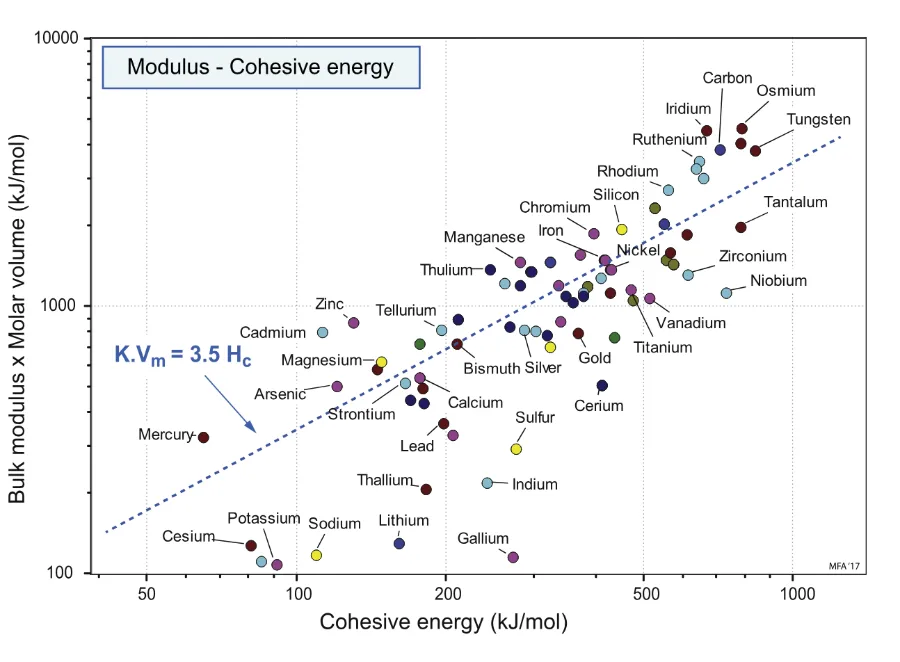 10000
Modulus - Cohesive energy
Carbon
Osmium
Iridium
Tungsten
Ruthenium
Rhodium
Silicon
Tantalum
Chromium
Iron
Manganese
Nickel
Zirconium
Thulium
Niobium
1000
Zinc
Tellurium
Cadmium
Vanadium
Titanium
K.Vm = 3.5 Hc
Magnesium
Gold
Bismuth
Silver
Arsenic
Calcium
Cerium
Strontium
Sulfur
Mercury
Lead
Thallium
Indium
Potassium
Sodium
Lithium
Cesium
Gallium
MFA '17
100
50
100
200
500
1000
Cohesive energy (kJ/mol)
Bulk modulus x Molar volume (kJ/mol)